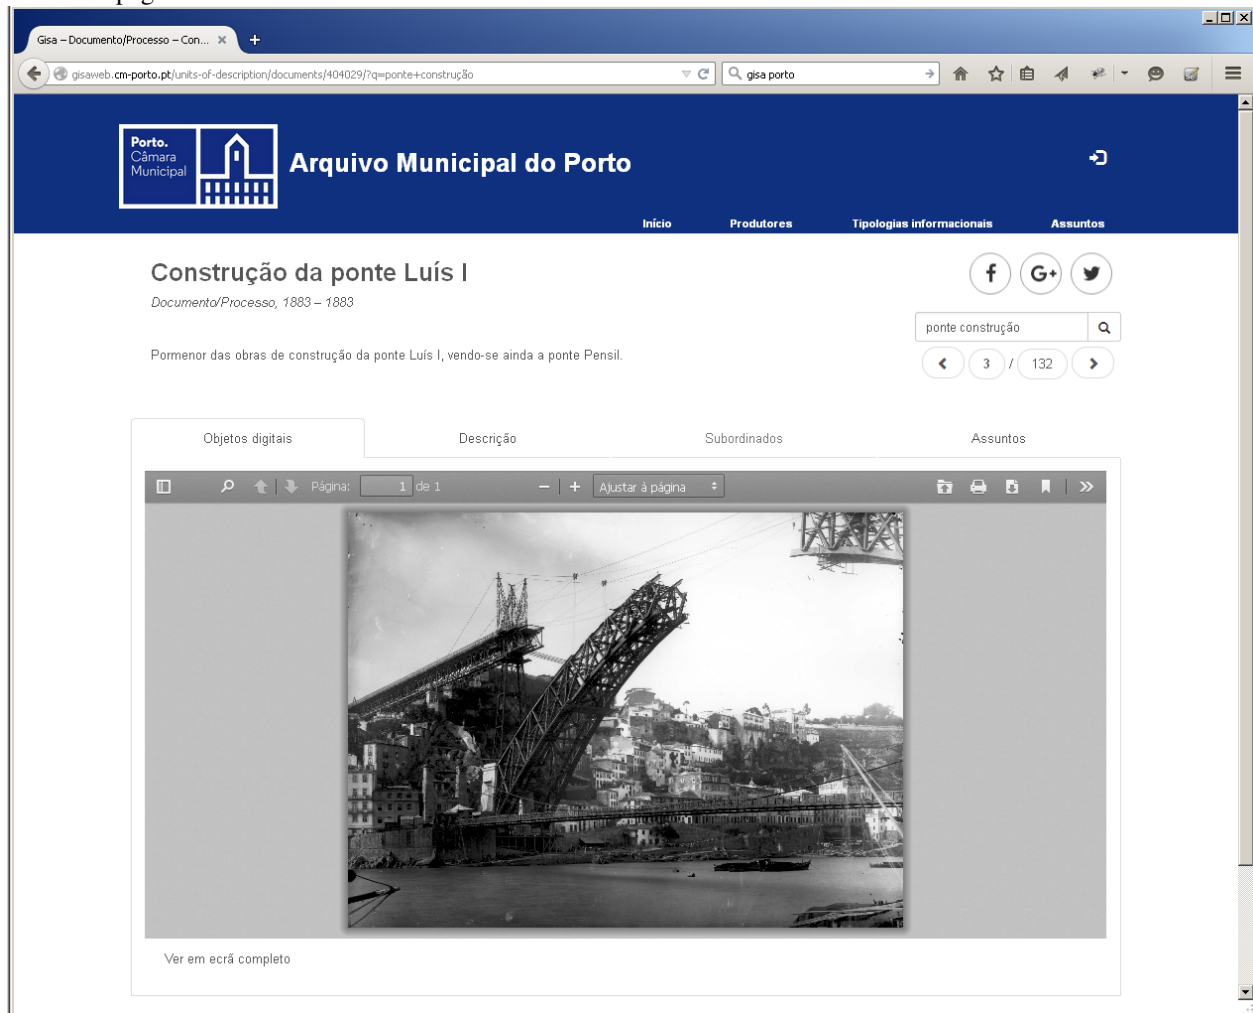 Gisa – Documento/Processo – Con...
gisaweb.cm-porto.pt/units-of-description/documents/404029/?q=ponte+construção
gisa porto
Porto.
Câmara
Municipal
Arquivo Municipal do Porto
Início Produtores Tipologias informacionais Assuntos
Construção da ponte Luís I
Documento/Processo, 1883 – 1883
f G+
ponte construção
Pormenor das obras de construção da ponte Luís I, vendo-se ainda a ponte Pensil.
3 / 132
Objetos digitais Descrição Subordinados Assuntos
Página: 1 de 1 Ajustar à página
Ver em ecrã completo